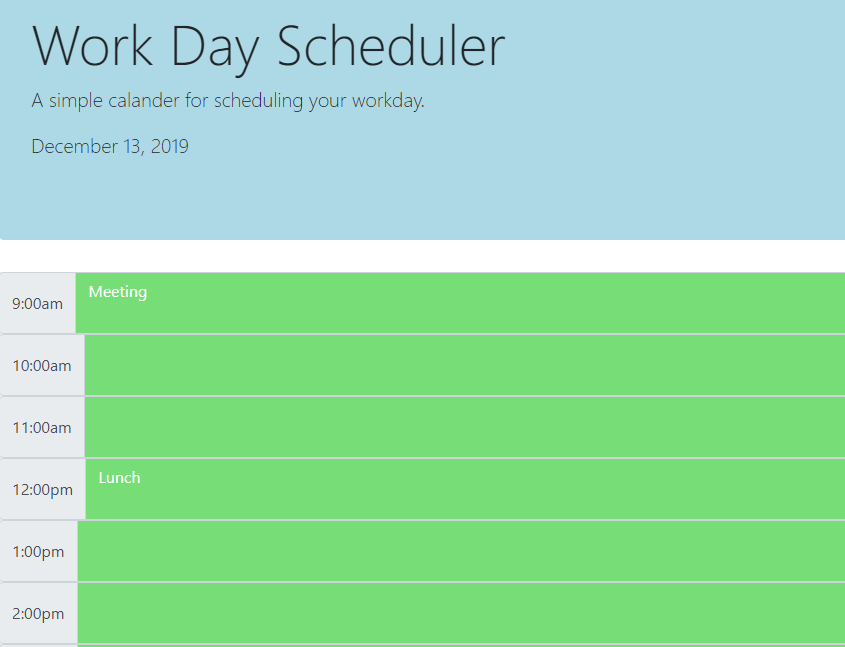 Work Day Scheduler
A simple calander for scheduling your workday.
December 13, 2019
9:00am Meeting
10:00am
11:00am
12:00pm Lunch
1:00pm
2:00pm